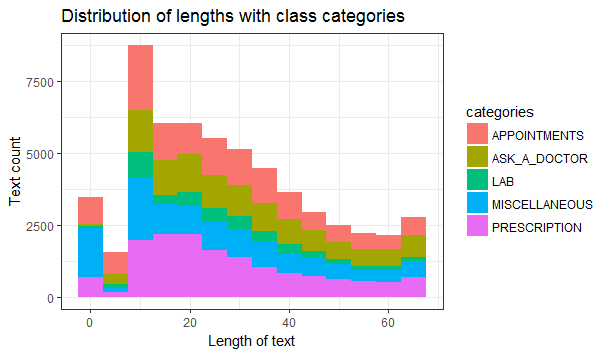 Distribution of lengths with class categories
7500
5000
2500
0
Text count
0
20
40
60
Length of text
categories
APPOINTMENTS
ASK_A_DOCTOR
LAB
MISCELLANEOUS
PRESCRIPTION